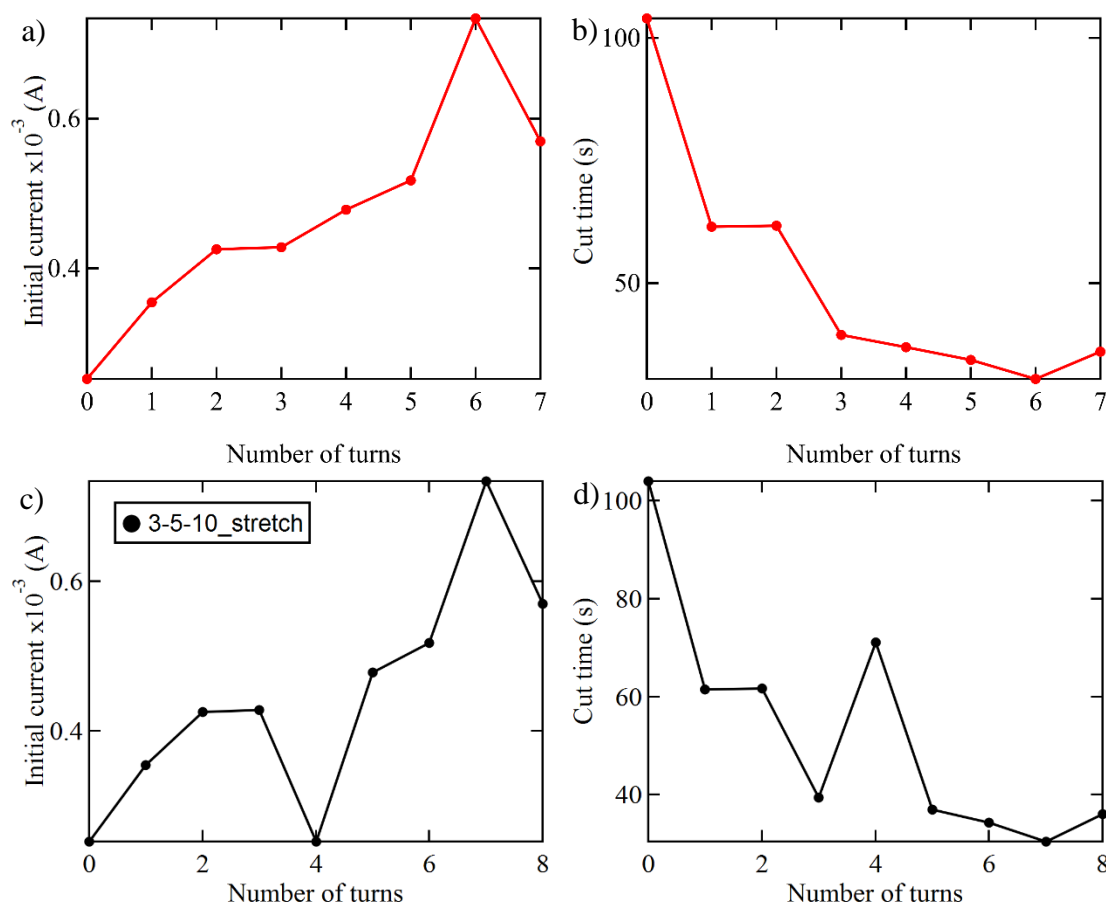 a)
Initial current x10⁻³ (A)
0.6
0.4
0 1 2 3 4 5 6 7
Number of turns
b)
Cut time (s)
100
50
0 1 2 3 4 5 6 7
Number of turns
c)
3-5-10_stretch
Initial current x10⁻³ (A)
0.6
0.4
0 2 4 6 8
Number of turns
d)
Cut time (s)
100
80
60
40
0 2 4 6 8
Number of turns